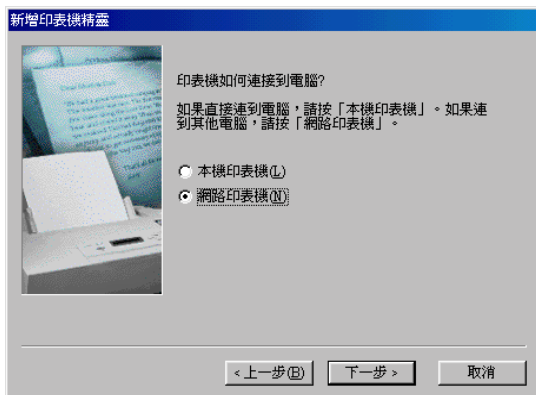 新增印表機精靈
印表機如何連接到電腦?
如果直接連到電腦，請按「本機印表機」。如果連
到其他電腦，請按「網路印表機」。
本機印表機(L)
網路印表機(N)
<上一步(B)
下一步>
取消